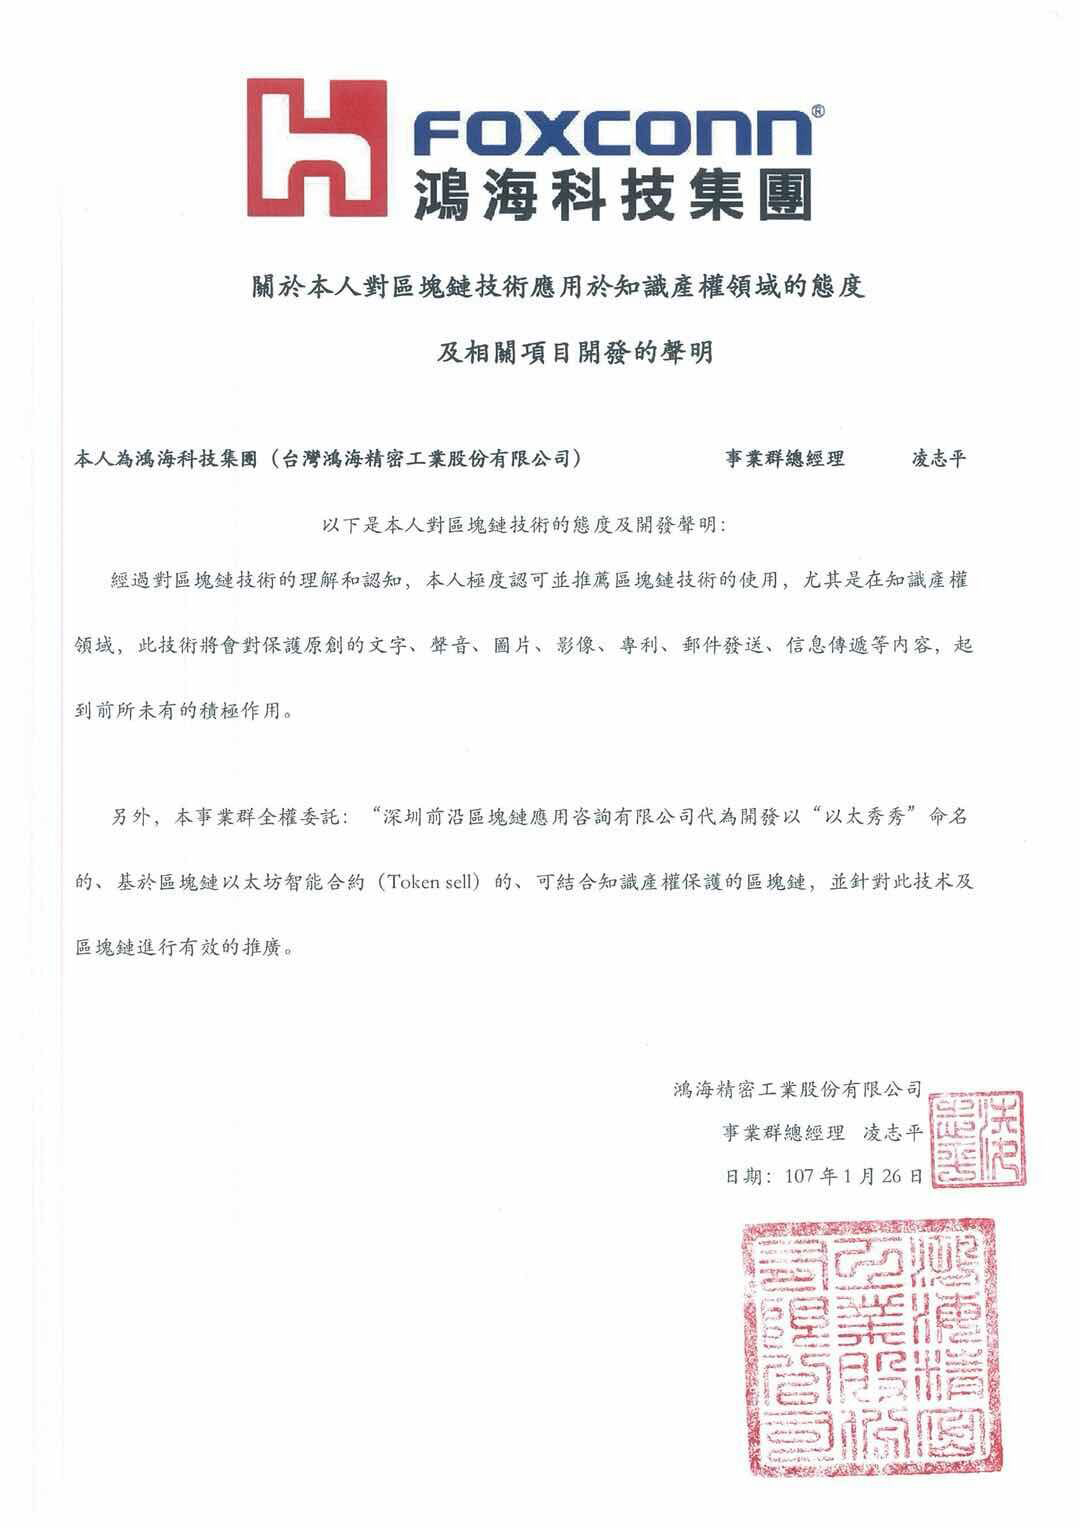 FOXCONN®
鴻海科技集團
關於本人對區塊鏈技術應用於知識產權領域的態度
及相關項目開發的聲明
本人為鴻海科技集團（台灣鴻海精密工業股份有限公司） 事業群總經理 凌志平
以下是本人對區塊鏈技術的態度及開發聲明：
經過對區塊鏈技術的理解和認知，本人極度認可並推薦區塊鏈技術的使用，尤其是在知識產權
領域，此技術將會對保護原創的文字、聲音、圖片、影像、專利、郵件發送、信息傳遞等內容，起
到前所未有的積極作用。
另外，本事業群全權委託：“深圳前沿區塊鏈應用咨詢有限公司代為開發以“以太秀秀”命名
的、基於區塊鏈以太坊智能合約（Token sell）的、可結合知識產權保護的區塊鏈，並針對此技术及
區塊鏈進行有效的推廣。
鴻海精密工業股份有限公司
事業群總經理 凌志平
日期：107 年 1 月 26 日
鴻海精密
工業股份
有限公司